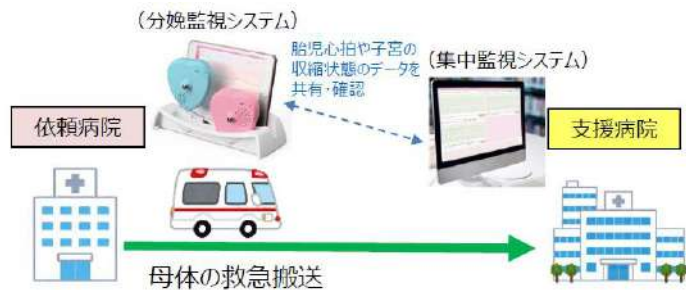 （分娩監視システム）
胎児心拍や子宮の
収縮状態のデータを
共有・確認
（集中監視システム）
依頼病院
支援病院
母体の救急搬送